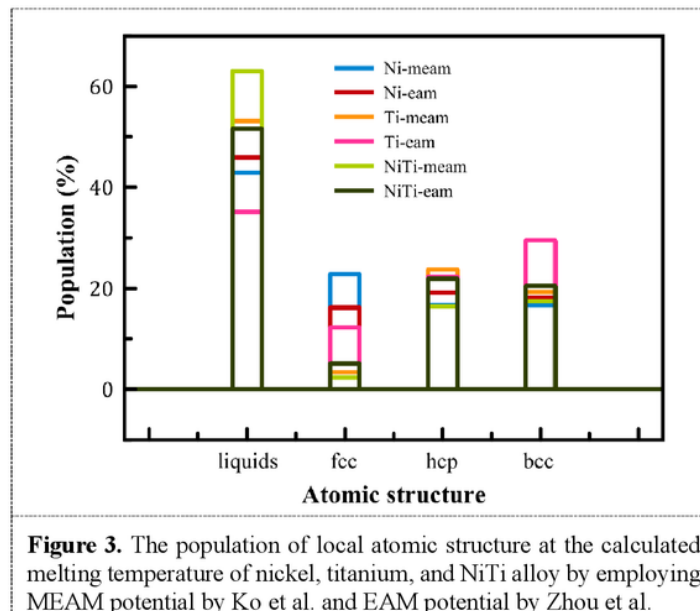 Ni-meam
Ni-eam
Ti-meam
Ti-eam
NiTi-meam
NiTi-eam
Population (%)
60
40
20
0
liquids fcc hcp bcc
Atomic structure
Figure 3. The population of local atomic structure at the calculated
melting temperature of nickel, titanium, and NiTi alloy by employing
MEAM potential by Ko et al. and EAM potential by Zhou et al.